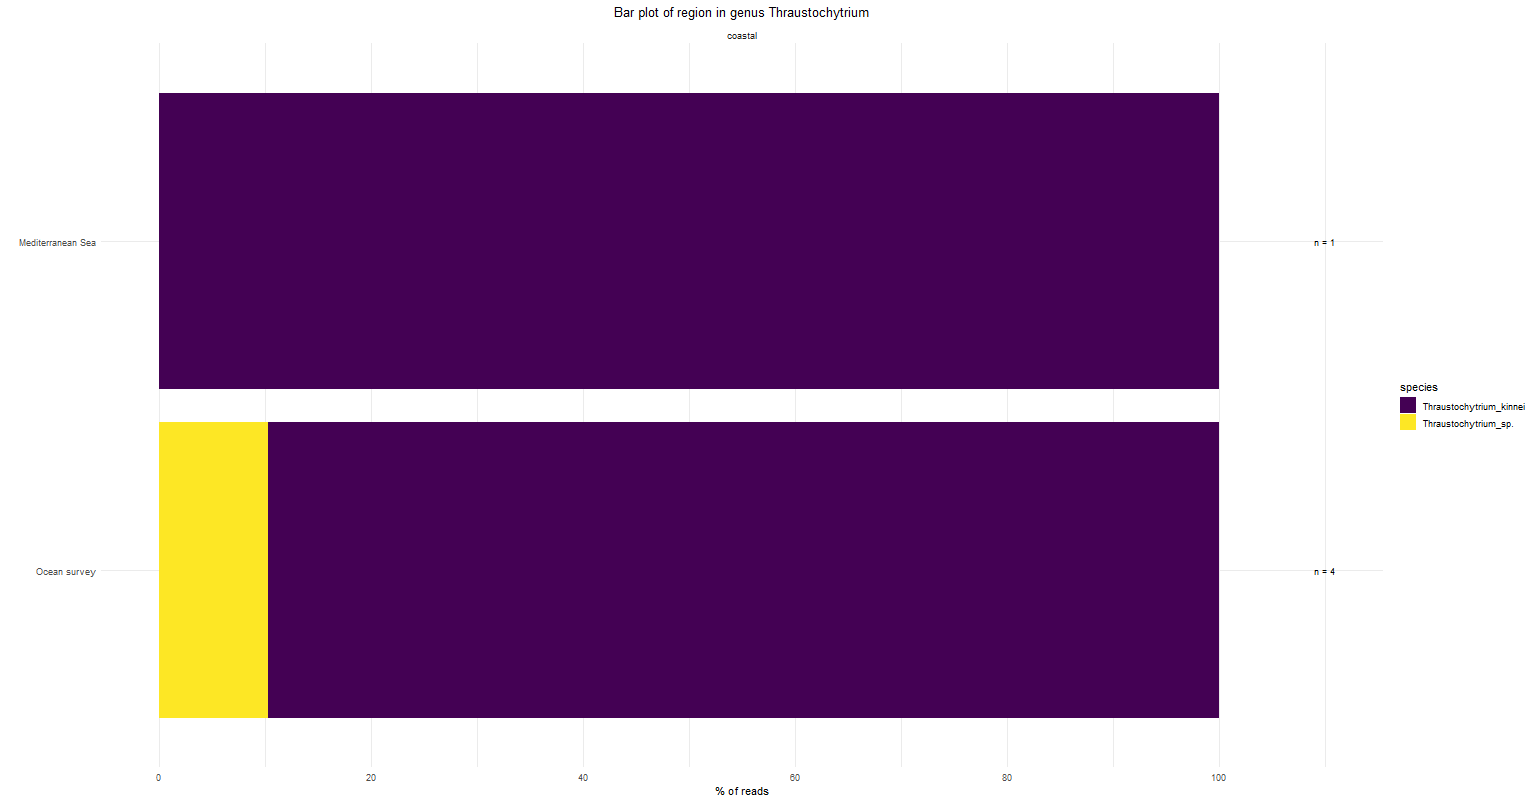 Bar plot of region in genus Thraustochytrium
coastal
Mediterranean Sea
n = 1
species
Thraustochytrium_kinnei
Thraustochytrium_sp.
Ocean survey
n = 4
0 20 40 60 80 100
% of reads